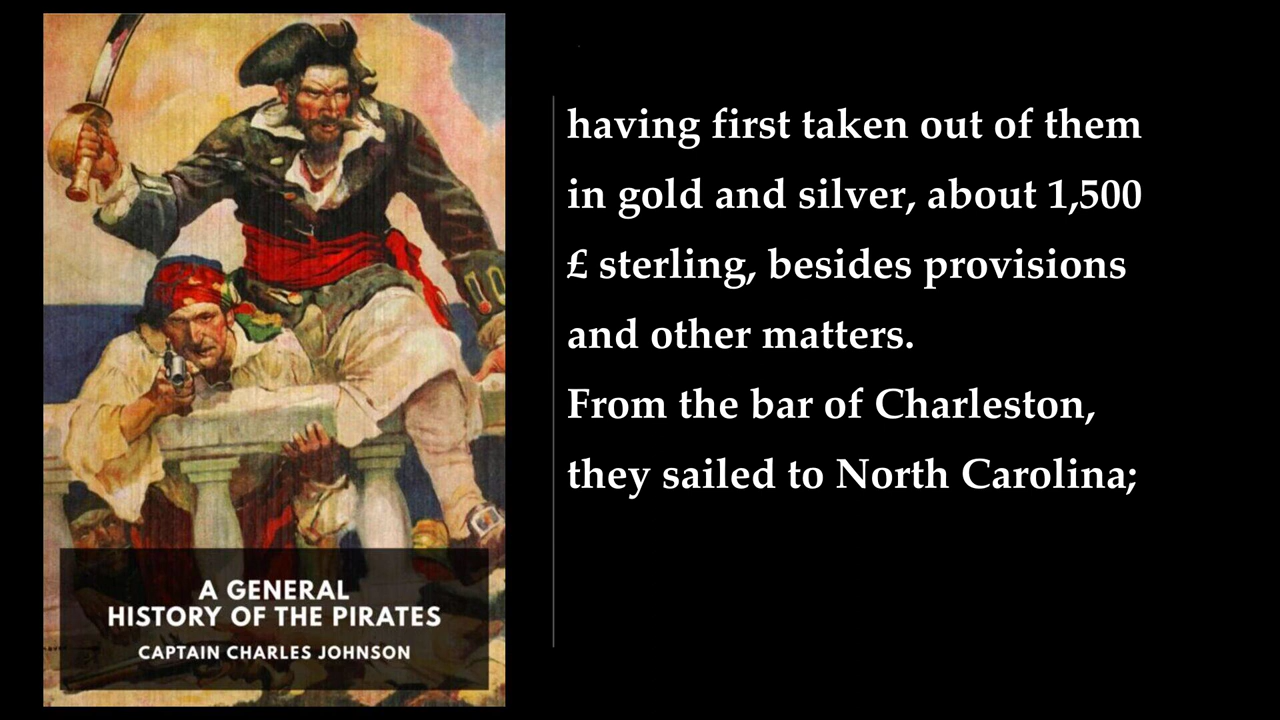 having first taken out of them
in gold and silver, about 1,500
£ sterling, besides provisions
and other matters.
From the bar of Charleston,
they sailed to North Carolina;
A GENERAL
HISTORY OF THE PIRATES
CAPTAIN CHARLES JOHNSON